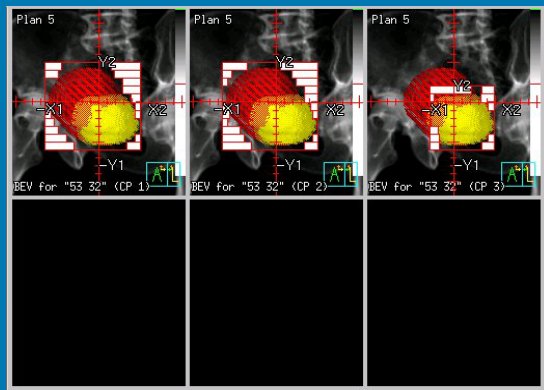 Plan 5
Y2
-X1
X2
-Y1
A
L
BEV for "53 32" (CP 1)
Plan 5
Y2
-X1
X2
-Y1
A
L
BEV for "53 32" (CP 2)
Plan 5
Y2
-X1
X2
-Y1
A
L
BEV for "53 32" (CP 3)